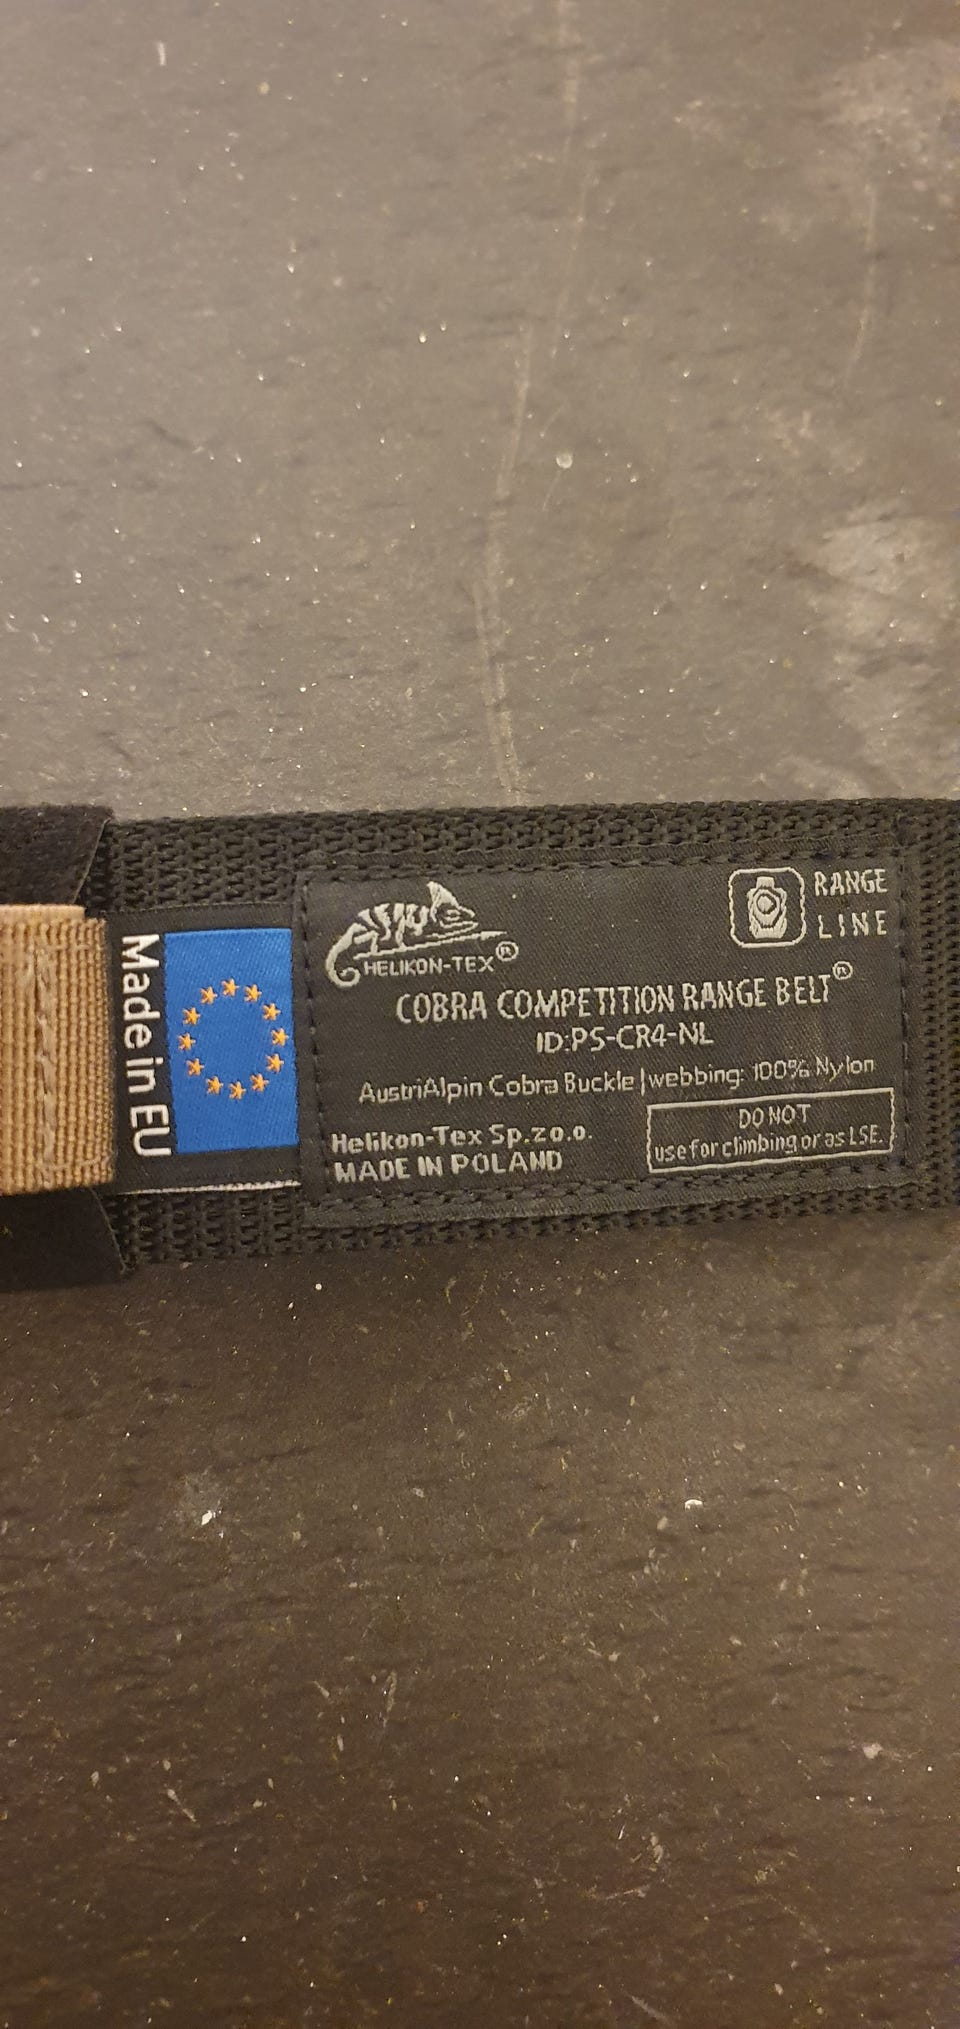 Made in EU
HELIKON-TEX®
RANGE
LINE
COBRA COMPETITION RANGE BELT®
ID:PS-CR4-NL
AustriAlpin Cobra Buckle | webbing: 100% Nylon
Helikon-Tex Sp.zo.o.
MADE IN POLAND
DO NOT
use for climbing or as LSE.